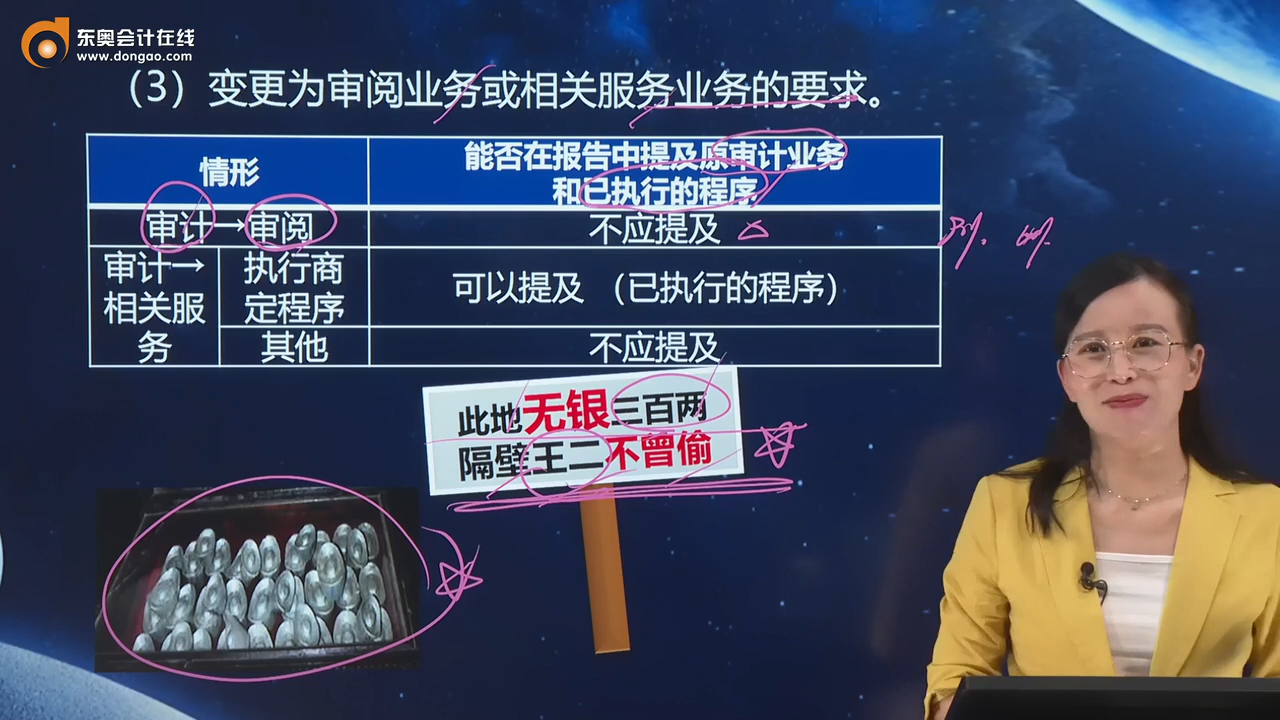 东奥会计在线
www.dongao.com
（3）变更为审阅业务或相关服务业务的要求。
情形
能否在报告中提及原审计业务
和已执行的程序
审计→审阅
不应提及
审计→
相关服
务
执行商
定程序
可以提及 （已执行的程序）
其他
不应提及
此地无银三百两
隔壁王二不曾偷